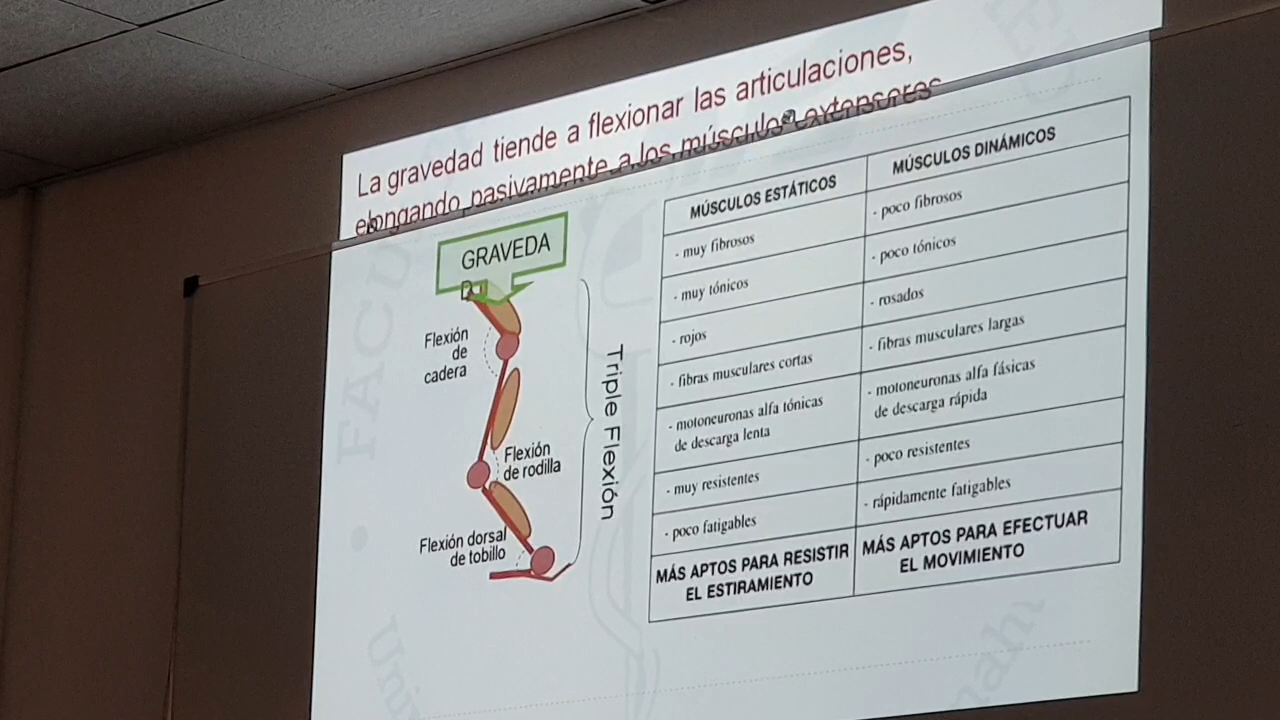 La gravedad tiende a flexionar las articulaciones,
elongando pasivamente a los músculos extensores
GRAVEDA
D
Flexión
de
cadera
Flexión
de rodilla
Flexión dorsal
de tobillo
Triple Flexión
MÚSCULOS ESTÁTICOS
MÚSCULOS DINÁMICOS
- muy fibrosos
- poco fibrosos
- muy tónicos
- poco tónicos
- rojos
- rosados
- fibras musculares cortas
- fibras musculares largas
- motoneuronas alfa tónicas
de descarga lenta
- motoneuronas alfa fásicas
de descarga rápida
- muy resistentes
- poco resistentes
- poco fatigables
- rápidamente fatigables
MÁS APTOS PARA RESISTIR
EL ESTIRAMIENTO
MÁS APTOS PARA EFECTUAR
EL MOVIMIENTO
FACU
Univ